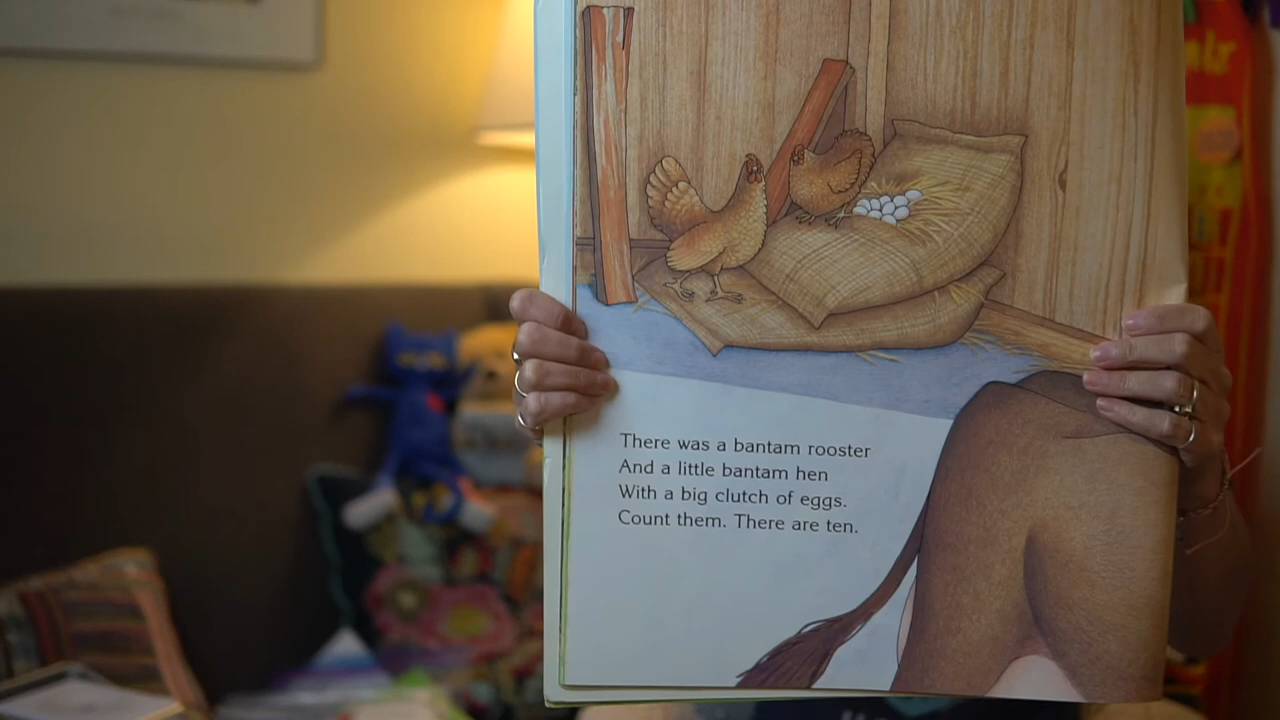 There was a bantam rooster
And a little bantam hen
With a big clutch of eggs.
Count them. There are ten.